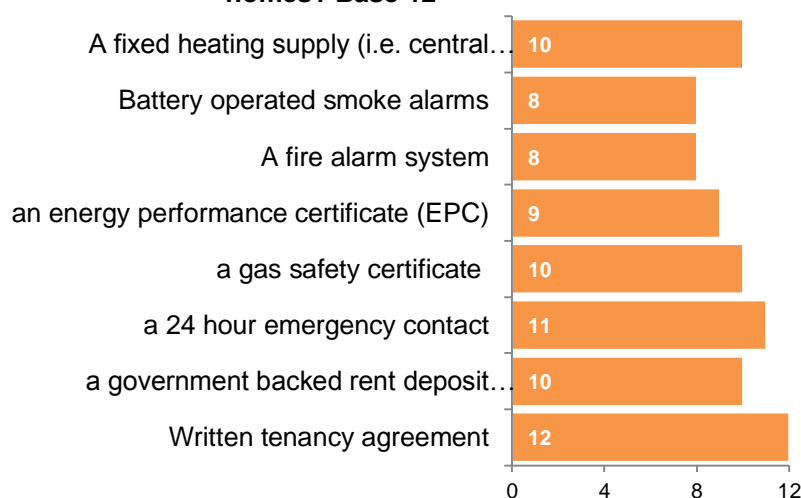 A fixed heating supply (i.e. central… 10
Battery operated smoke alarms 8
A fire alarm system 8
an energy performance certificate (EPC) 9
a gas safety certificate 10
a 24 hour emergency contact 11
a government backed rent deposit… 10
Written tenancy agreement 12
0 4 8 12